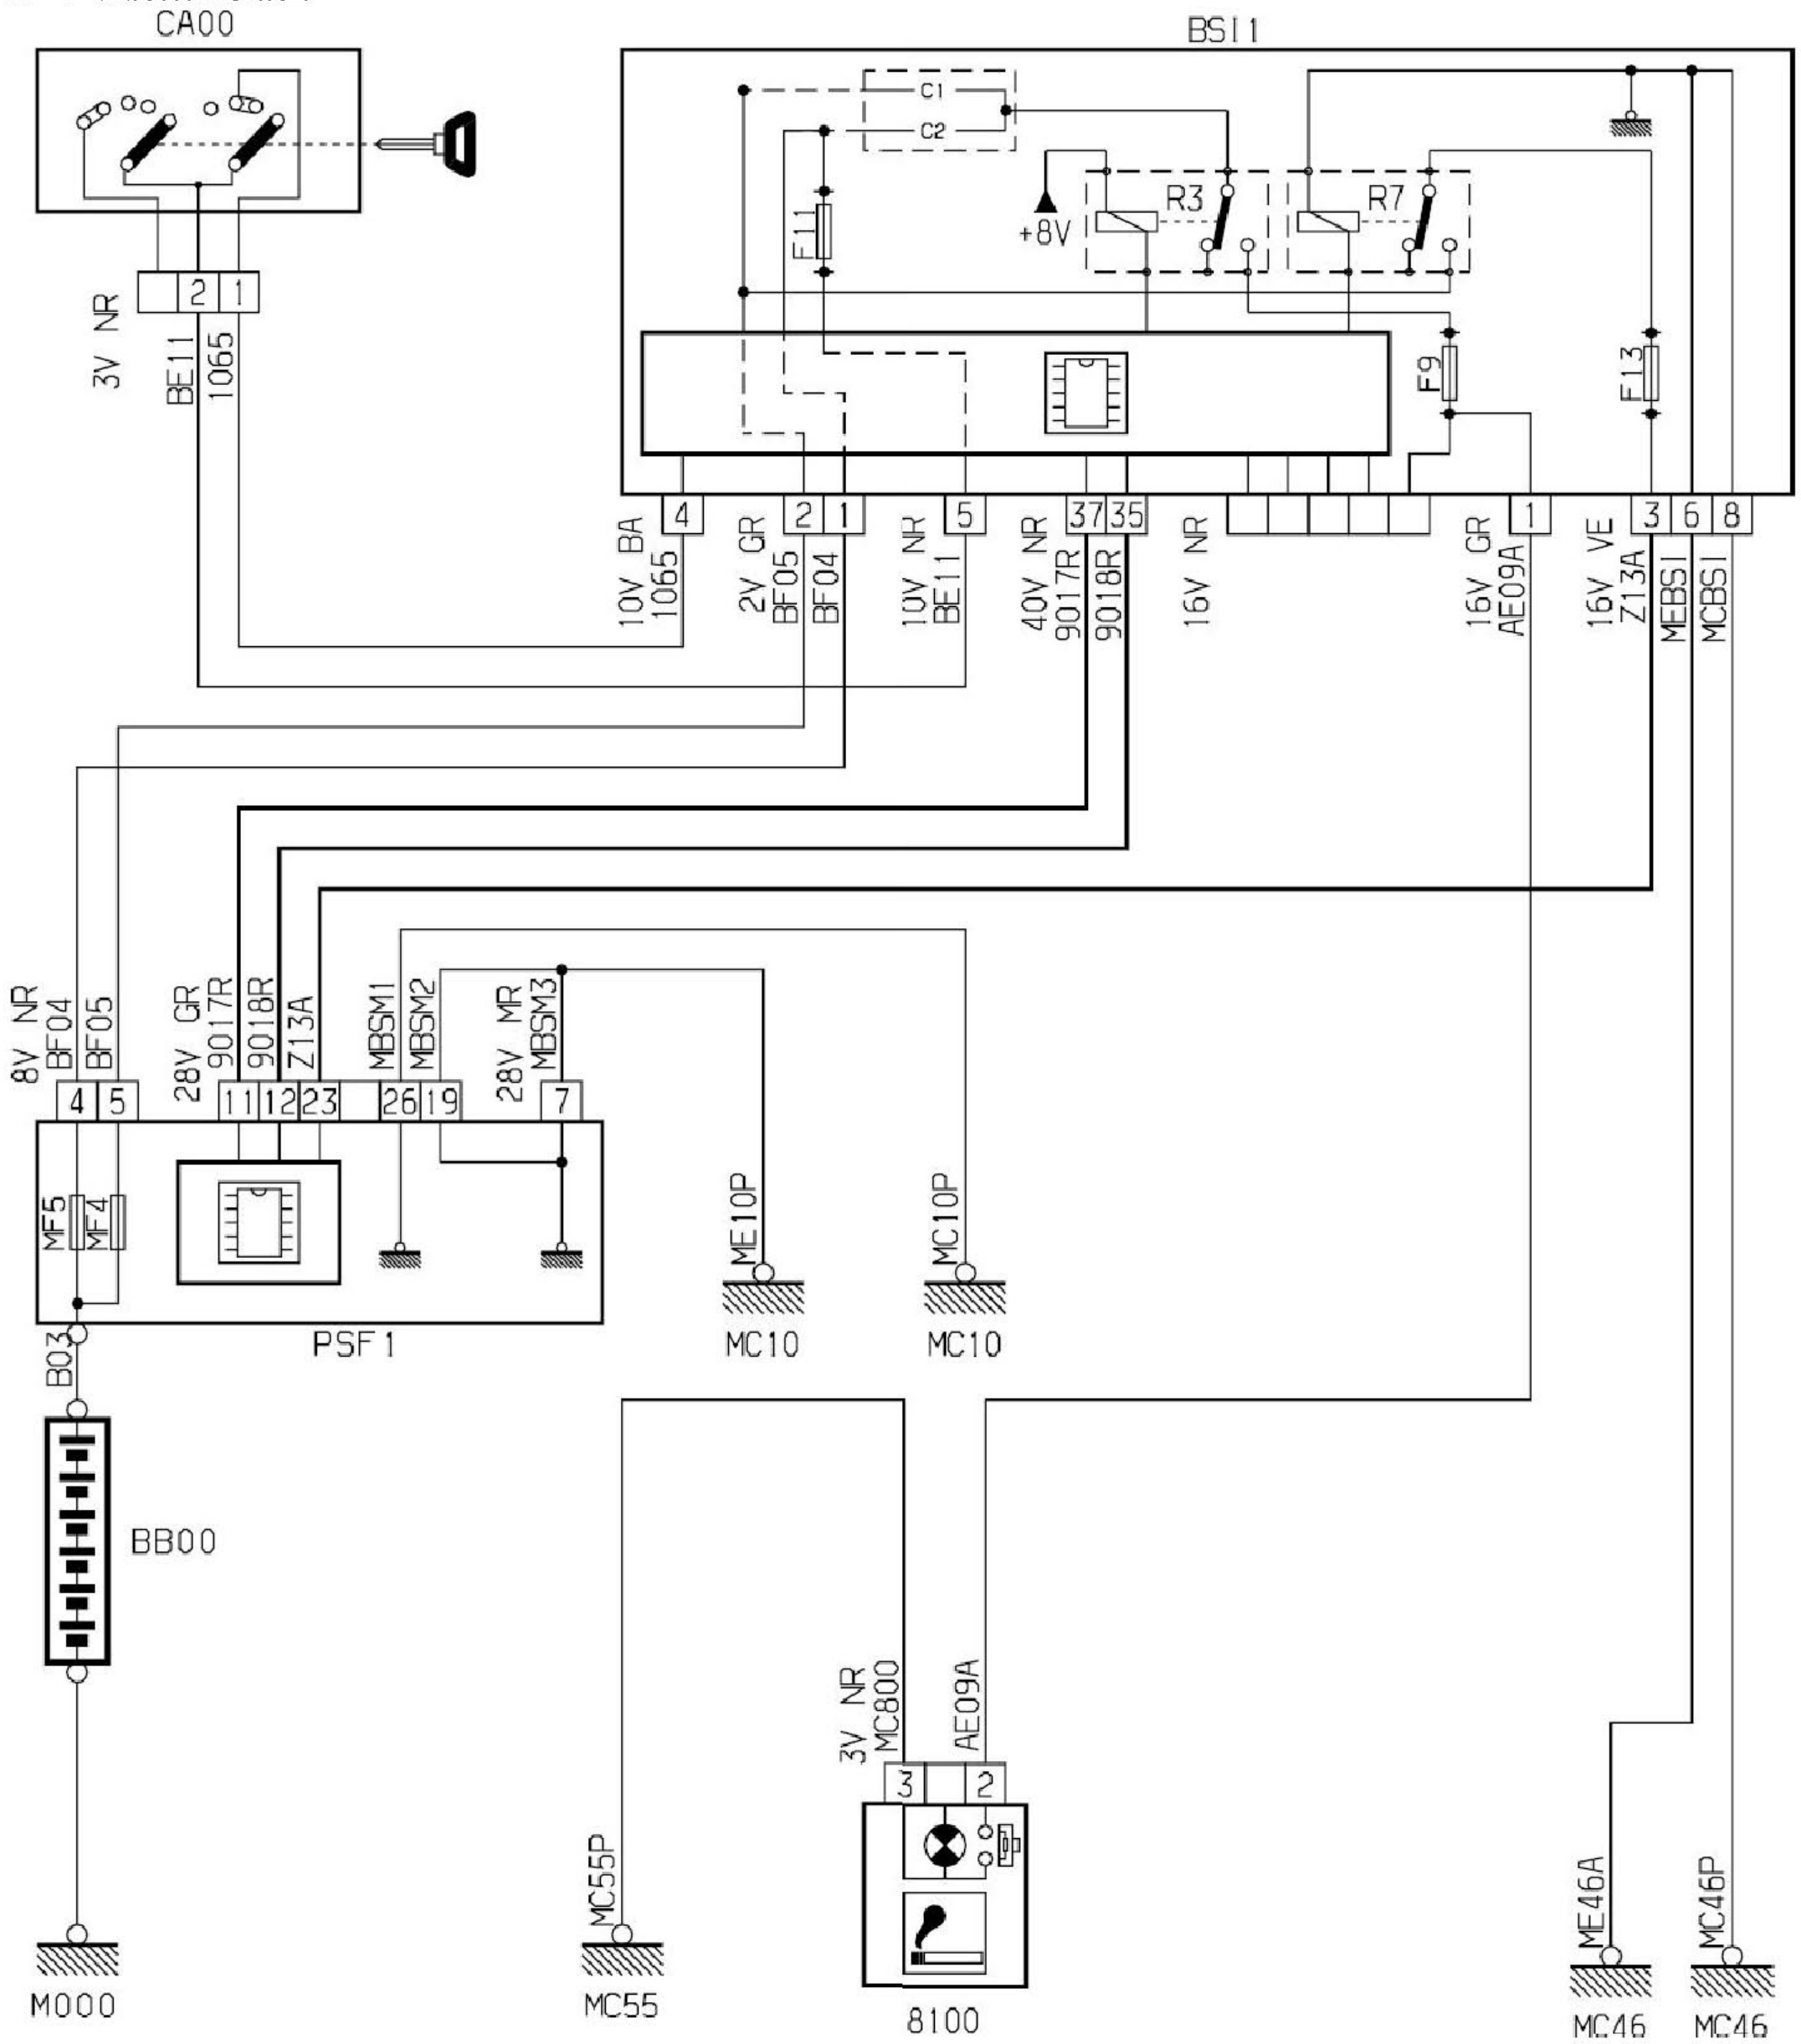 CA00
BSI1
C1
C2
R3
R7
+8V
F11
F9
F13
2 1
3V NR
BE11
1065
4 2 1 5 37 35 1 3 6 8
10V BA
1065
2V GR
BF05
BF04
10V NR
BE11
40V NR
9017R
9018R
16V NR
16V GR
AE09A
16V VE
Z13A
MEBSI
MCBSI
8V NR
BF04
BF05
28V GR
9017R
9018R
Z13A
MBSM1
MBSM2
28V MR
MBSM3
4 5 11 12 23 26 19 7
MF5
MF4
ME10P
MC10P
PSF1
MC10
MC10
B03
BB00
3V NR
MC800
AE09A
3 2
MC55P
ME46A
MC46P
M000
MC55
8100
MC46
MC46